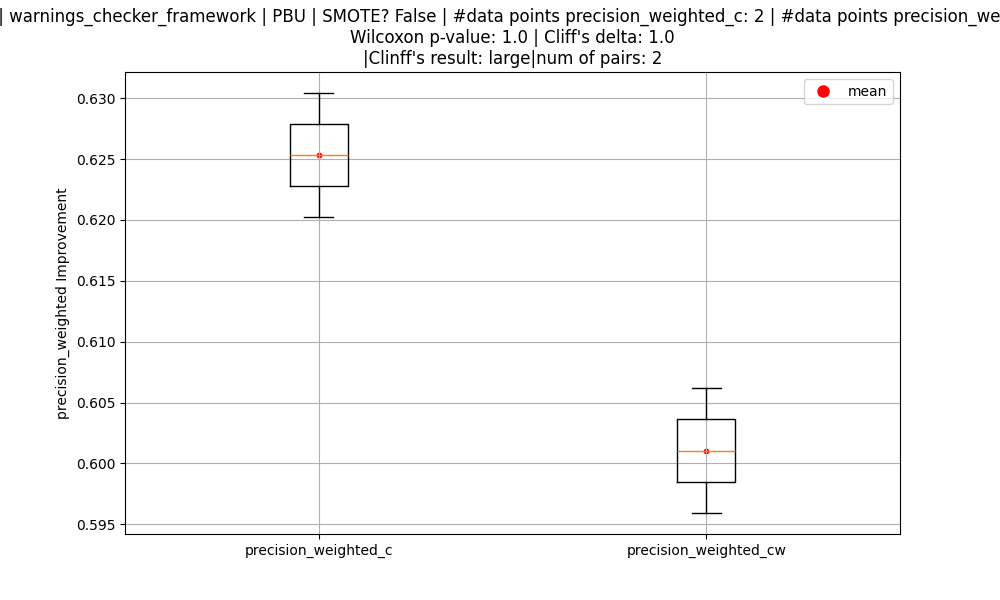 | warnings_checker_framework | PBU | SMOTE? False | #data points precision_weighted_c: 2 | #data points precision_we
Wilcoxon p-value: 1.0 | Cliff's delta: 1.0
|Clinff's result: large|num of pairs: 2
mean
0.630
0.625
0.620
0.615
0.610
0.605
0.600
0.595
precision_weighted Improvement
precision_weighted_c
precision_weighted_cw